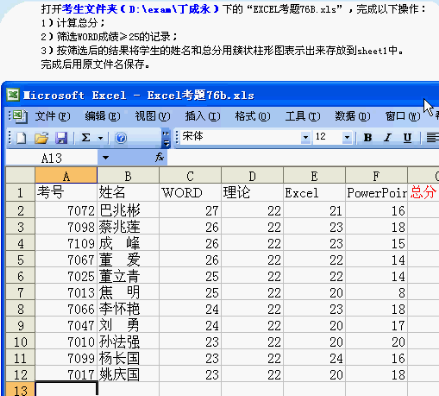 打开考生文件夹（D:\exam\丁成永）下的“EXCEL考题76B.xls”，完成以下操作：
1）计算总分；
2）筛选WORD成绩≥25的记录；
3）按筛选后的结果将学生的姓名和总分用簇状柱形图表示出来存放到sheet1中。
完成后用原文件名保存。
Microsoft Excel - Excel考题76b.xls
文件(F) 编辑(E) 视图(V) 插入(I) 格式(O) 工具(T) 数据(D) 窗口(W)
Σ 宋体 12 B I U
A13 fx
A B C D E F
1 考号 姓名 WORD 理论 Excel PowerPoin 总分
2 7072 巴兆彬 27 22 21 16
3 7098 蔡兆莲 26 22 23 18
4 7109 成 峰 26 22 23 15
5 7067 董 爱 26 22 22 14
6 7025 董立青 25 22 22 14
7 7013 焦 明 25 22 20 8
8 7066 李怀艳 24 22 23 18
9 7047 刘 勇 24 22 20 17
10 7010 孙法强 23 22 20 20
11 7099 杨长国 23 22 24 16
12 7017 姚庆国 23 22 20 18
13